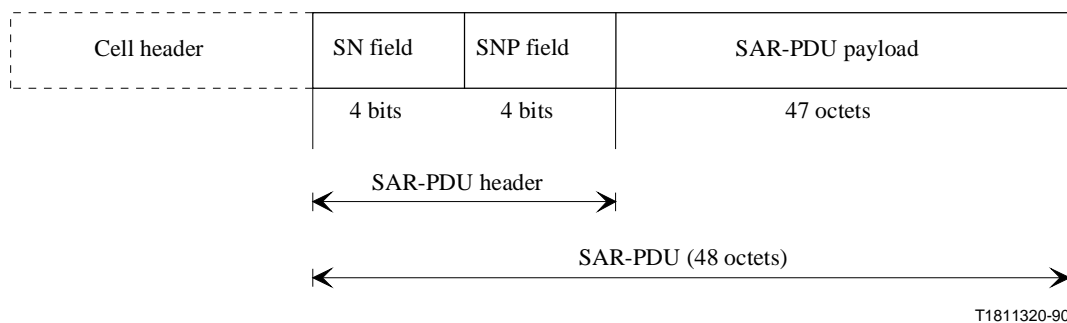 Cell header
SN field
SNP field
SAR-PDU payload
4 bits
4 bits
47 octets
SAR-PDU header
SAR-PDU (48 octets)
T1811320-90